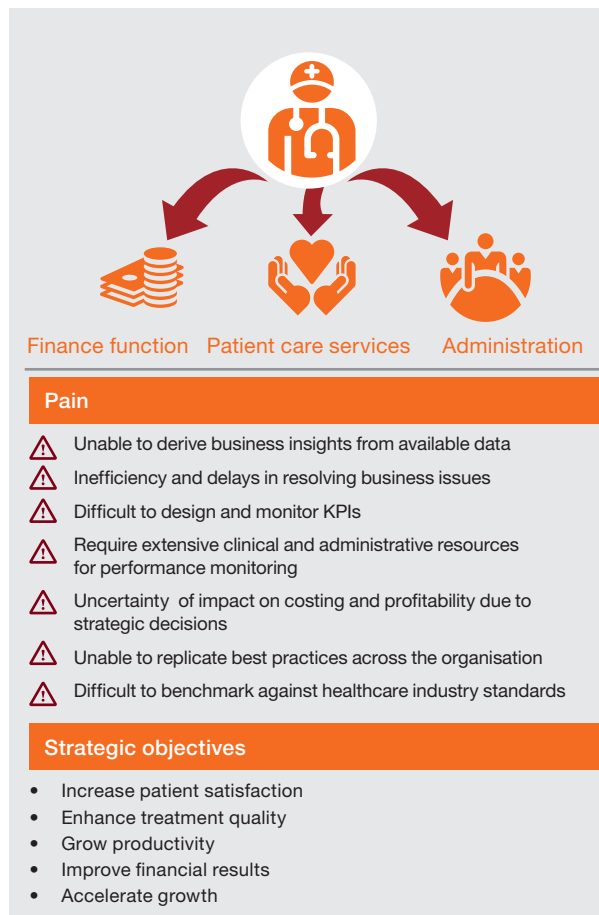 Finance function Patient care services Administration
Pain
Unable to derive business insights from available data
Inefficiency and delays in resolving business issues
Difficult to design and monitor KPIs
Require extensive clinical and administrative resources
for performance monitoring
Uncertainty of impact on costing and profitability due to
strategic decisions
Unable to replicate best practices across the organisation
Difficult to benchmark against healthcare industry standards
Strategic objectives
• Increase patient satisfaction
• Enhance treatment quality
• Grow productivity
• Improve financial results
• Accelerate growth